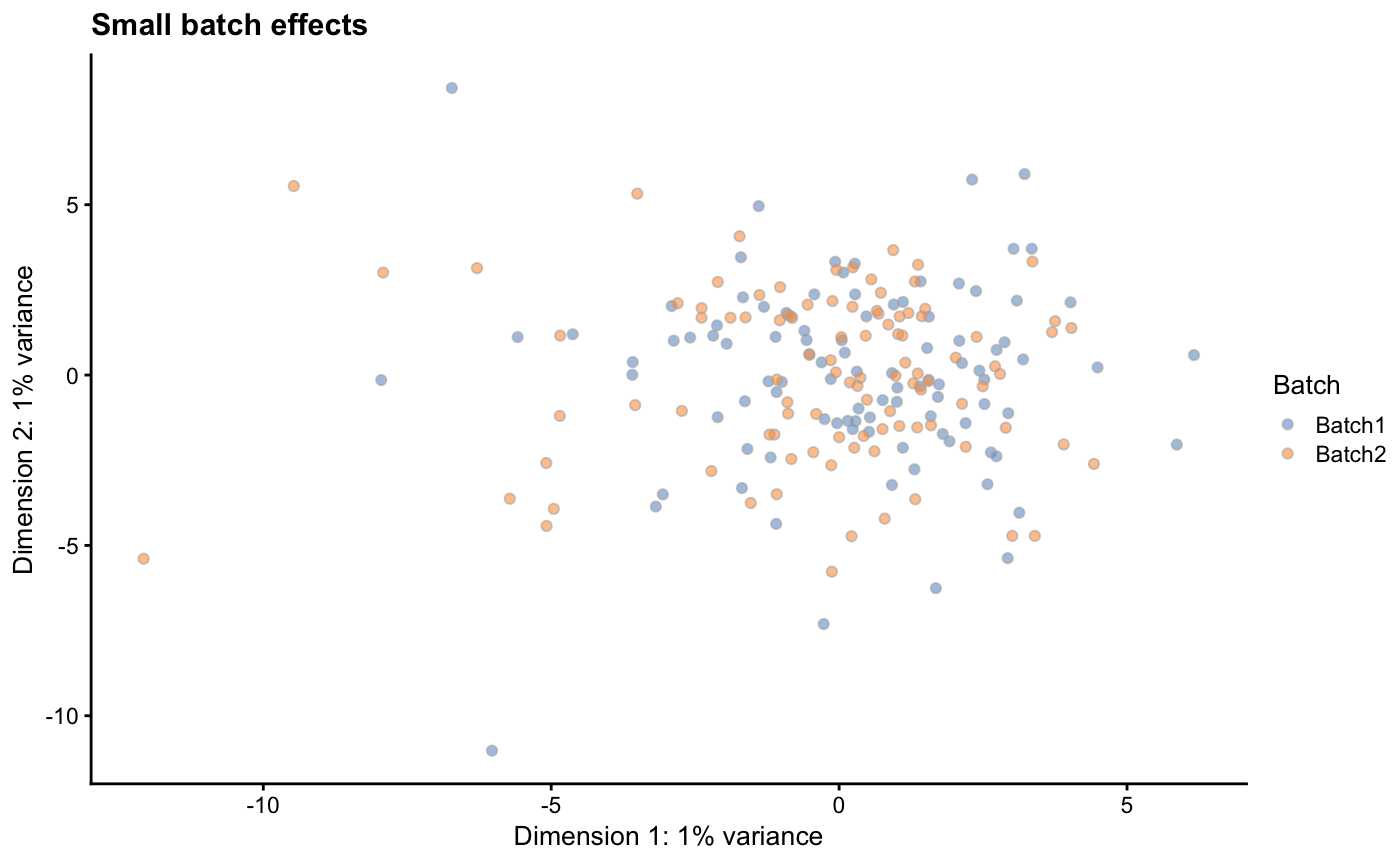 Small batch effects
5
0
-5
-10
Dimension 2: 1% variance
-10
-5
0
5
Dimension 1: 1% variance
Batch
Batch1
Batch2